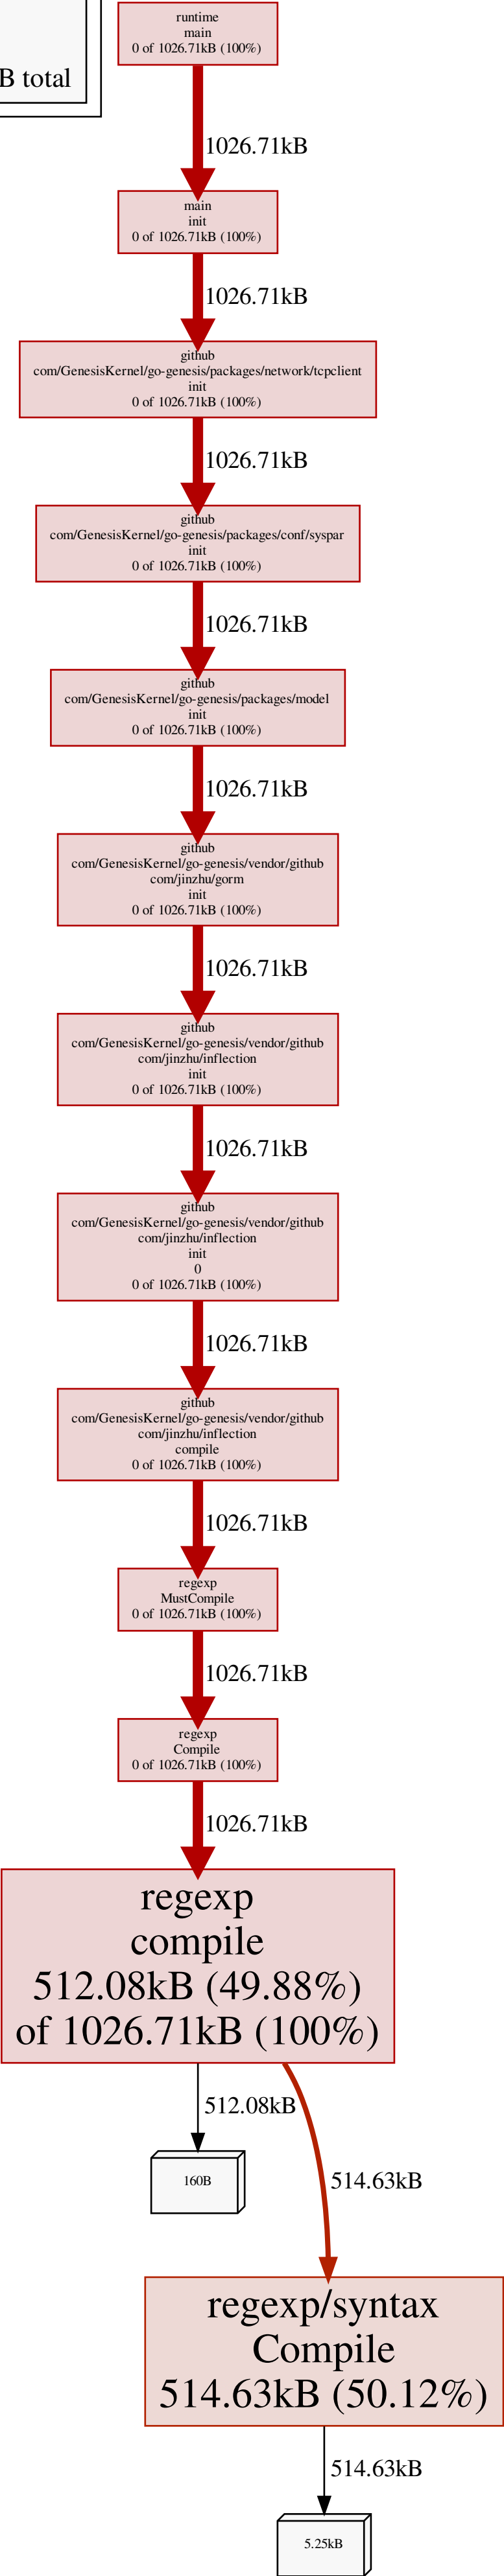 B total
runtime
main
0 of 1026.71kB (100%)
1026.71kB
main
init
0 of 1026.71kB (100%)
1026.71kB
github
com/GenesisKernel/go-genesis/packages/network/tcpclient
init
0 of 1026.71kB (100%)
1026.71kB
github
com/GenesisKernel/go-genesis/packages/conf/syspar
init
0 of 1026.71kB (100%)
1026.71kB
github
com/GenesisKernel/go-genesis/packages/model
init
0 of 1026.71kB (100%)
1026.71kB
github
com/GenesisKernel/go-genesis/vendor/github
com/jinzhu/gorm
init
0 of 1026.71kB (100%)
1026.71kB
github
com/GenesisKernel/go-genesis/vendor/github
com/jinzhu/inflection
init
0 of 1026.71kB (100%)
1026.71kB
github
com/GenesisKernel/go-genesis/vendor/github
com/jinzhu/inflection
init
0
0 of 1026.71kB (100%)
1026.71kB
github
com/GenesisKernel/go-genesis/vendor/github
com/jinzhu/inflection
compile
0 of 1026.71kB (100%)
1026.71kB
regexp
MustCompile
0 of 1026.71kB (100%)
1026.71kB
regexp
Compile
0 of 1026.71kB (100%)
1026.71kB
regexp
compile
512.08kB (49.88%)
of 1026.71kB (100%)
512.08kB
160B
514.63kB
regexp/syntax
Compile
514.63kB (50.12%)
514.63kB
5.25kB